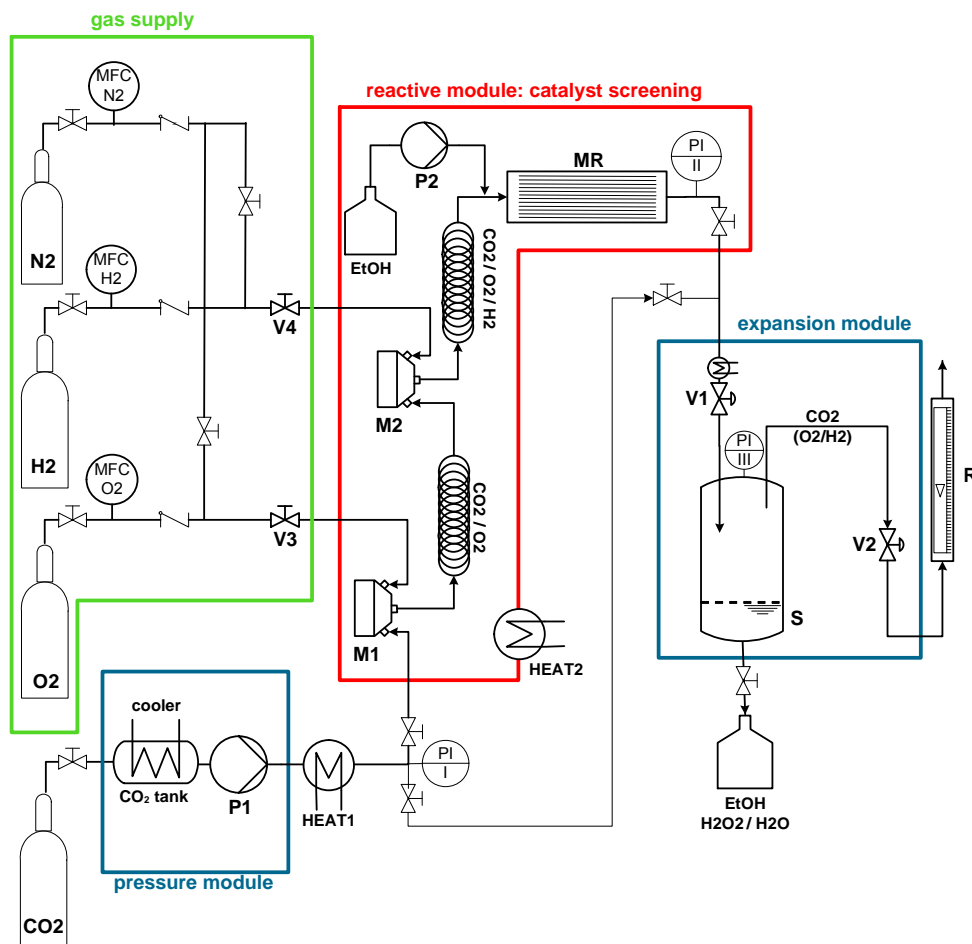 gas supply
MFC
N2
N2
MFC
H2
H2
V4
MFC
O2
O2
V3
reactive module: catalyst screening
P2
EtOH
MR
PI
II
CO2 / O2 / H2
M2
CO2 / O2
M1
HEAT2
expansion module
V1
CO2
(O2/H2)
PI
III
R
V2
S
EtOH
H2O2 / H2O
cooler
CO₂ tank
P1
HEAT1
PI
I
pressure module
CO2